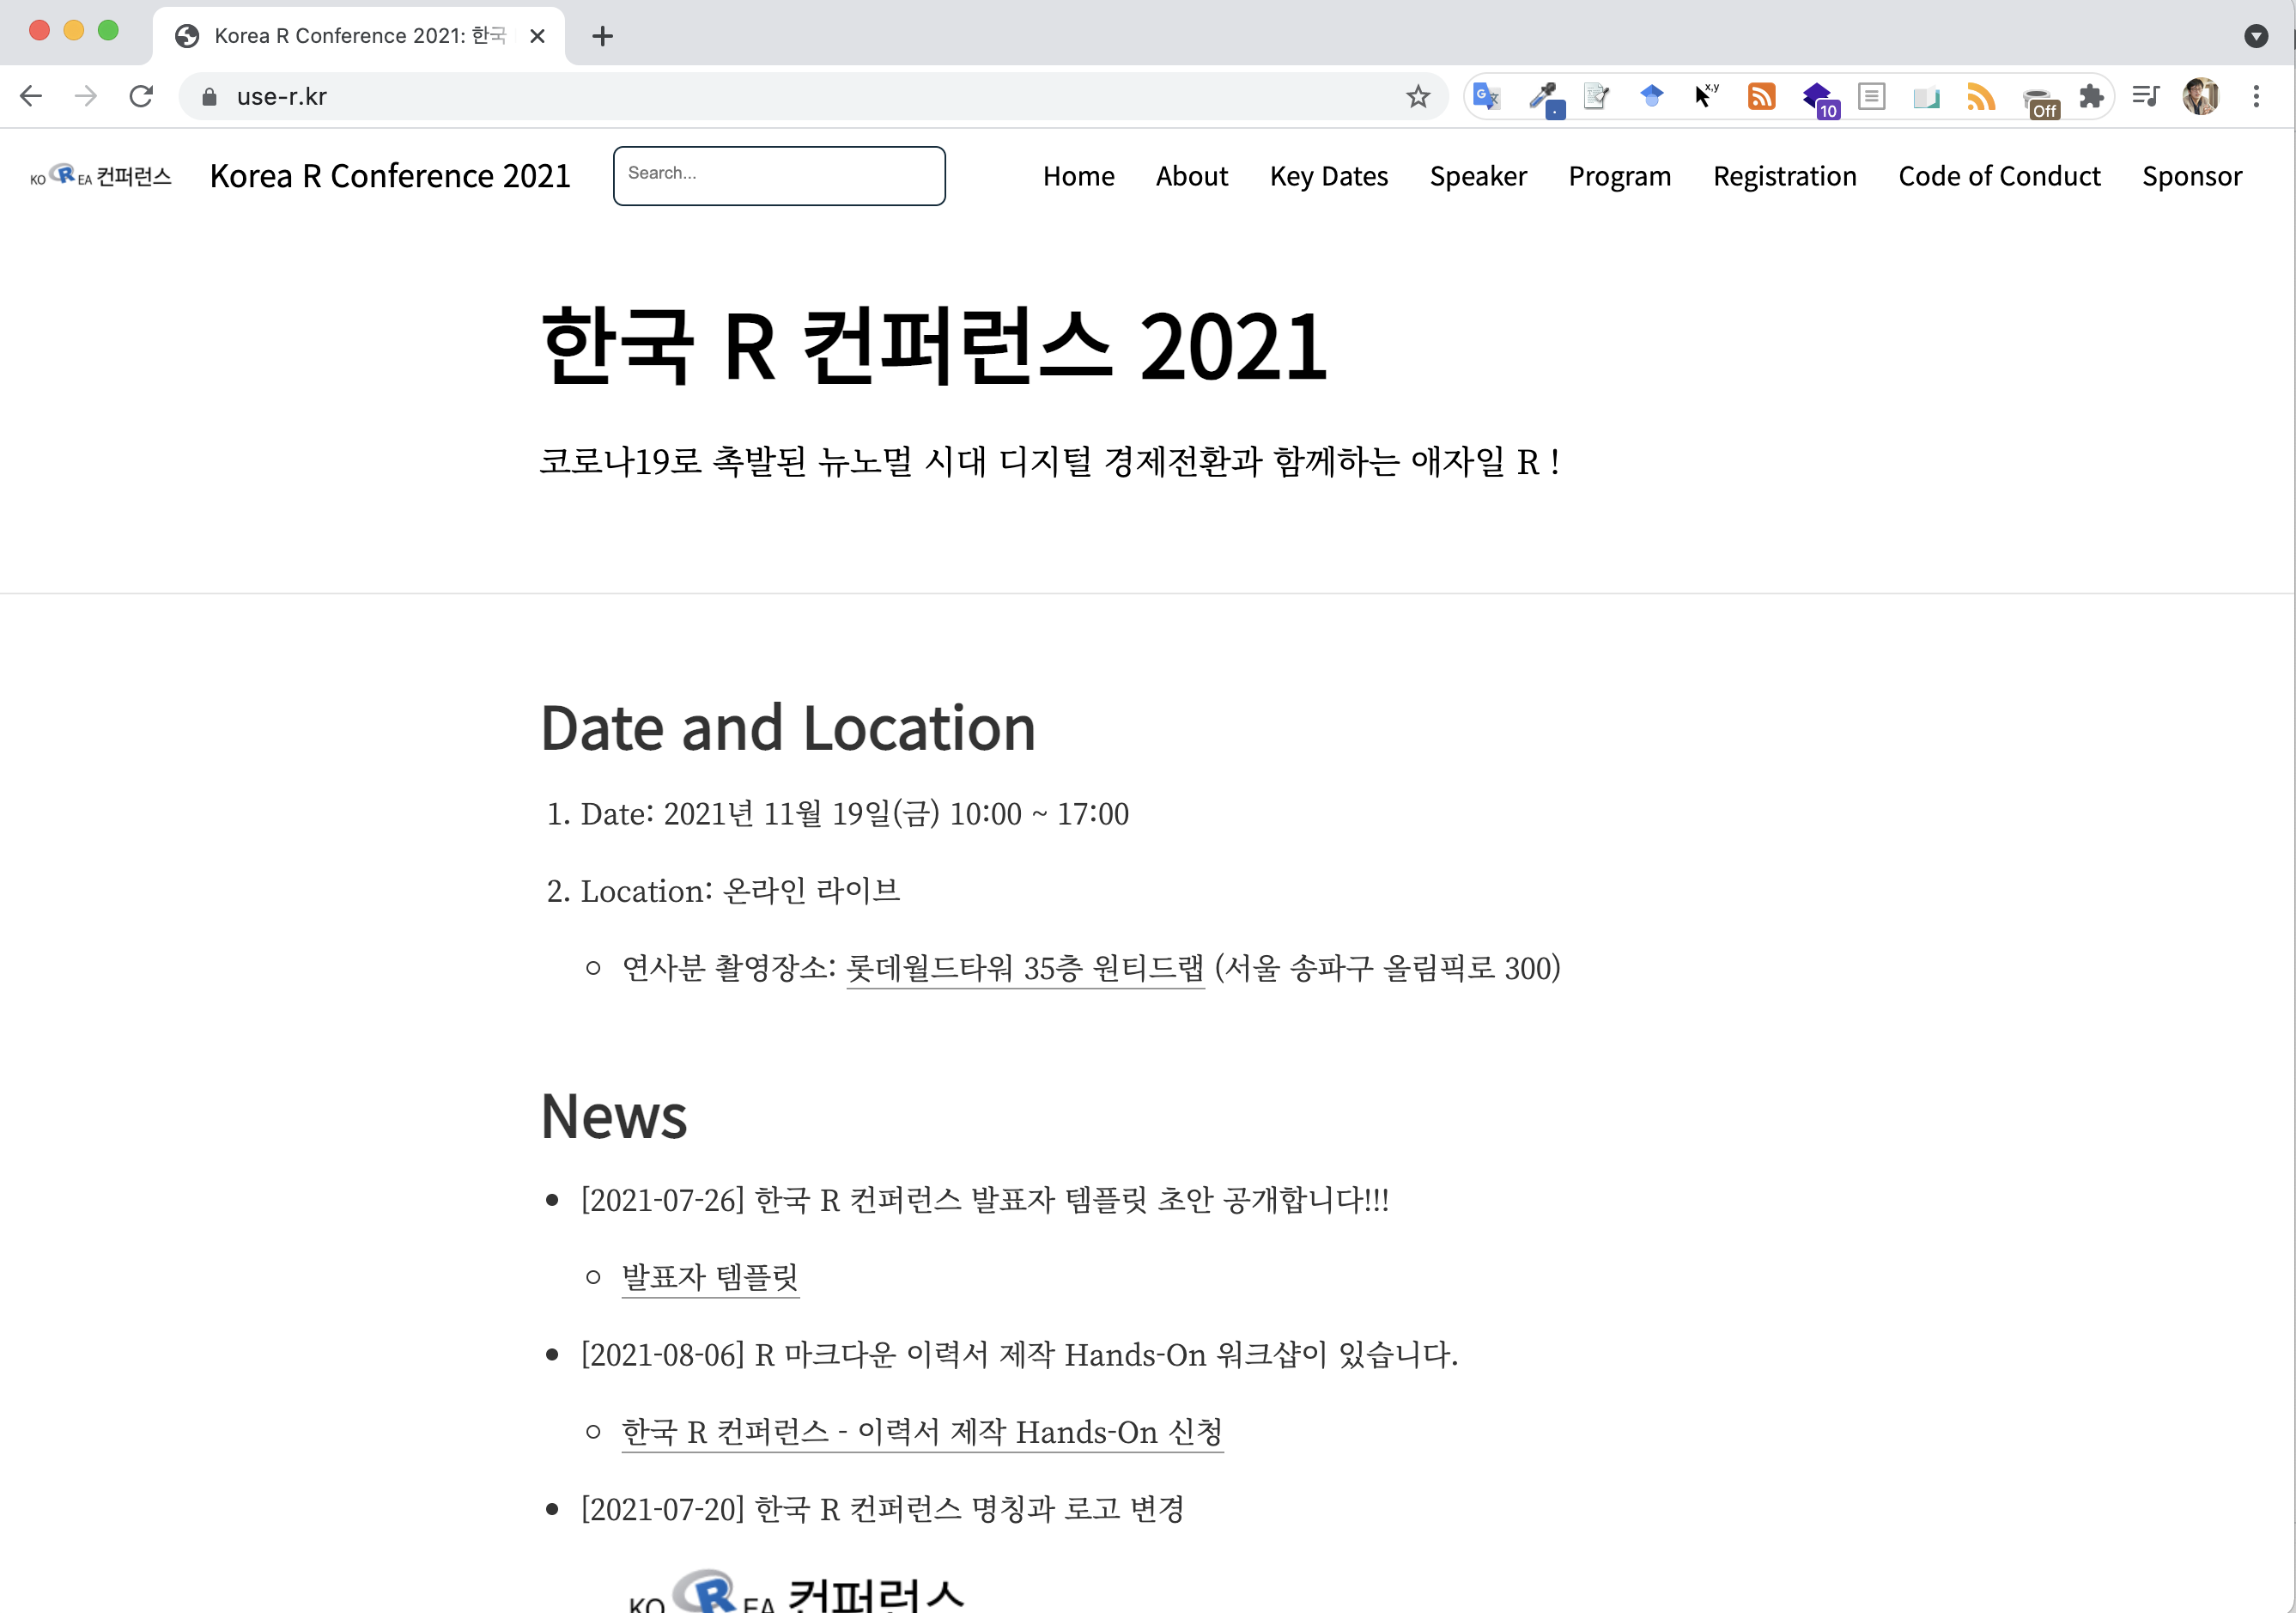 Korea R Conference 2021: 한국
use-r.kr
x,y
10
Off
KO R EA 컨퍼런스
Korea R Conference 2021
Search...
Home
About
Key Dates
Speaker
Program
Registration
Code of Conduct
Sponsor
한국 R 컨퍼런스 2021
코로나19로 촉발된 뉴노멀 시대 디지털 경제전환과 함께하는 애자일 R !
Date and Location
1. Date: 2021년 11월 19일(금) 10:00 ~ 17:00
2. Location: 온라인 라이브
연사분 촬영장소: 롯데월드타워 35층 원티드랩 (서울 송파구 올림픽로 300)
News
[2021-07-26] 한국 R 컨퍼런스 발표자 템플릿 초안 공개합니다!!!
발표자 템플릿
[2021-08-06] R 마크다운 이력서 제작 Hands-On 워크샵이 있습니다.
한국 R 컨퍼런스 - 이력서 제작 Hands-On 신청
[2021-07-20] 한국 R 컨퍼런스 명칭과 로고 변경
KO R EA 컨퍼런스